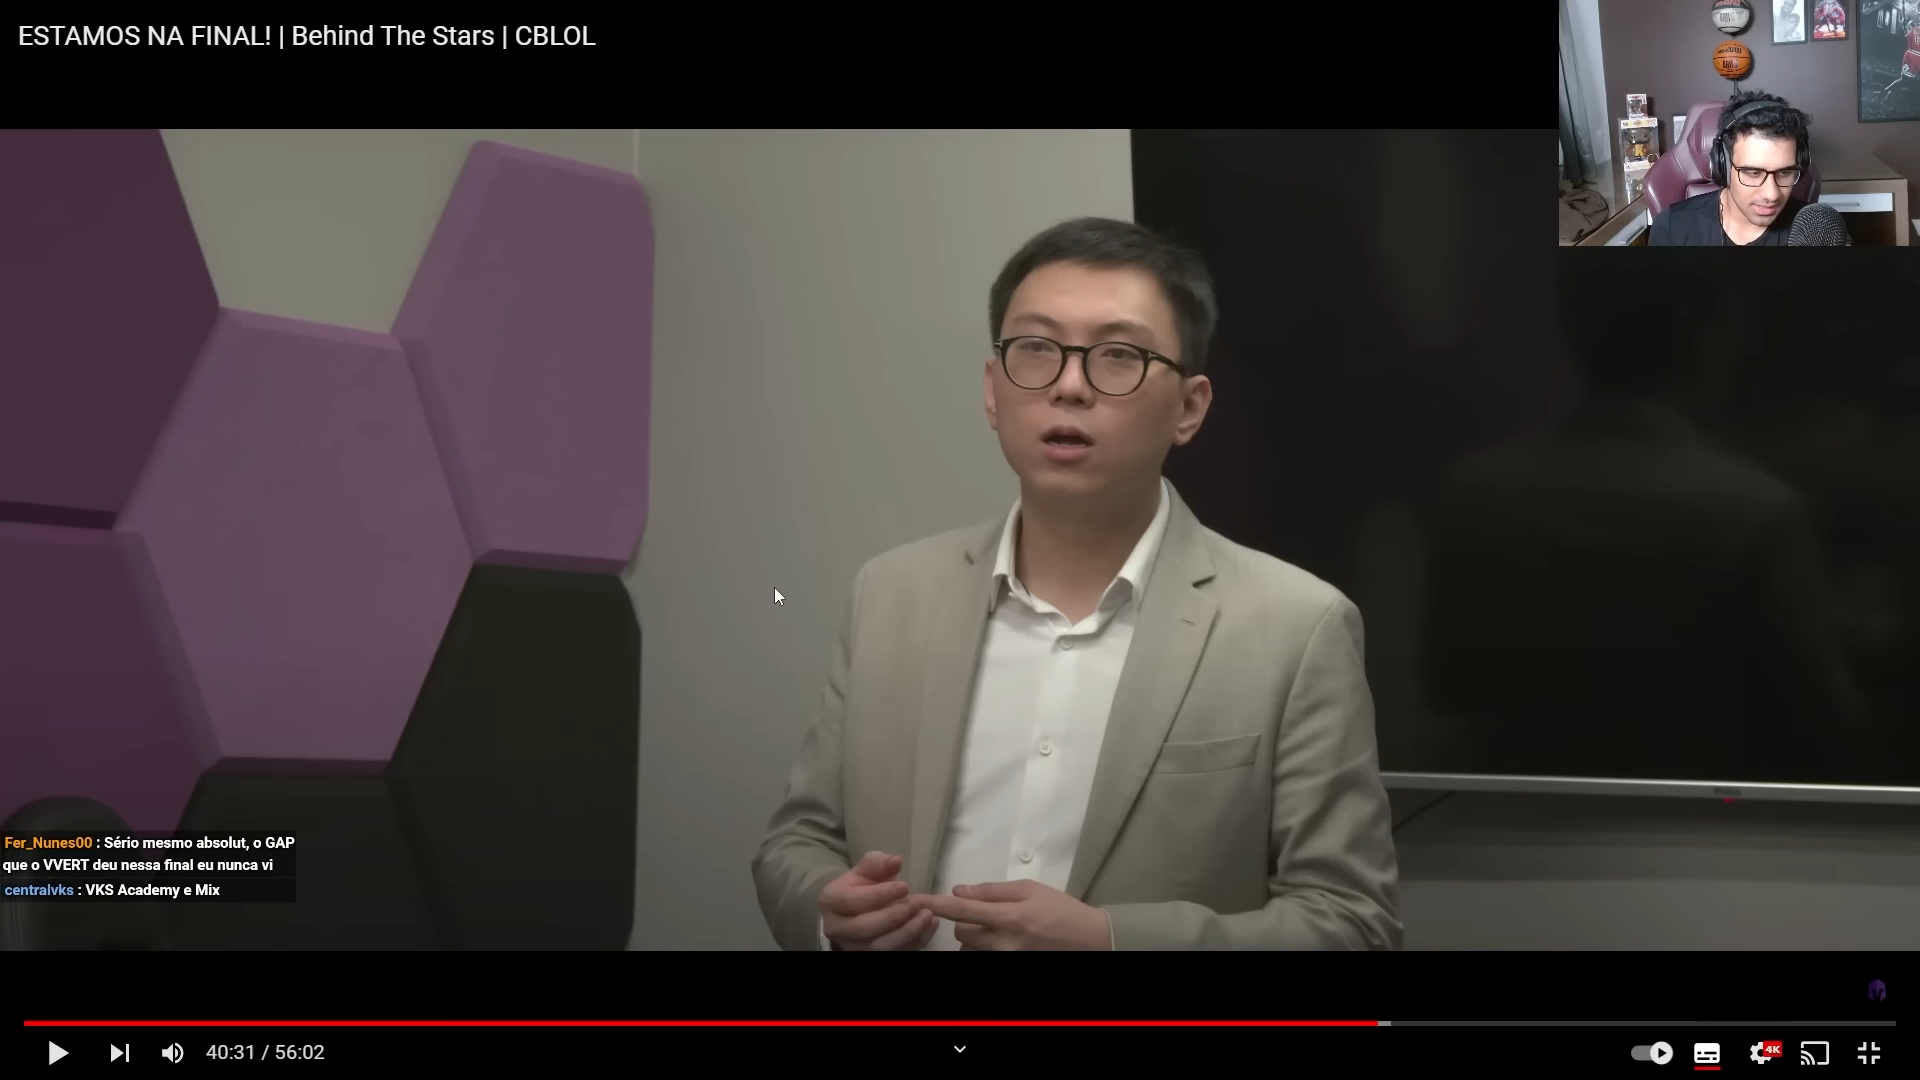 ESTAMOS NA FINAL! | Behind The Stars | CBLOL
Fer_Nunes00 : Sério mesmo absolut, o GAP
que o VVERT deu nessa final eu nunca vi
centralvks : VKS Academy e Mix
40:31 / 56:02
4K